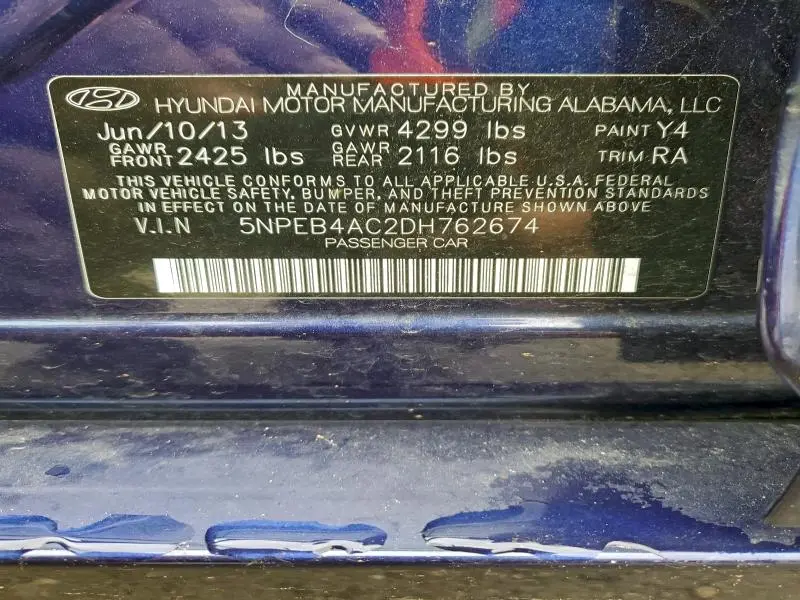 MANUFACTURED BY
HYUNDAI MOTOR MANUFACTURING ALABAMA, LLC
Jun/10/13 GVWR 4299 lbs PAINT Y4
GAWR FRONT 2425 lbs GAWR REAR 2116 lbs TRIM RA
THIS VEHICLE CONFORMS TO ALL APPLICABLE U.S.A. FEDERAL
MOTOR VEHICLE SAFETY, BUMPER, AND THEFT PREVENTION STANDARDS
IN EFFECT ON THE DATE OF MANUFACTURE SHOWN ABOVE
V.I.N 5NPEB4AC2DH762674
PASSENGER CAR